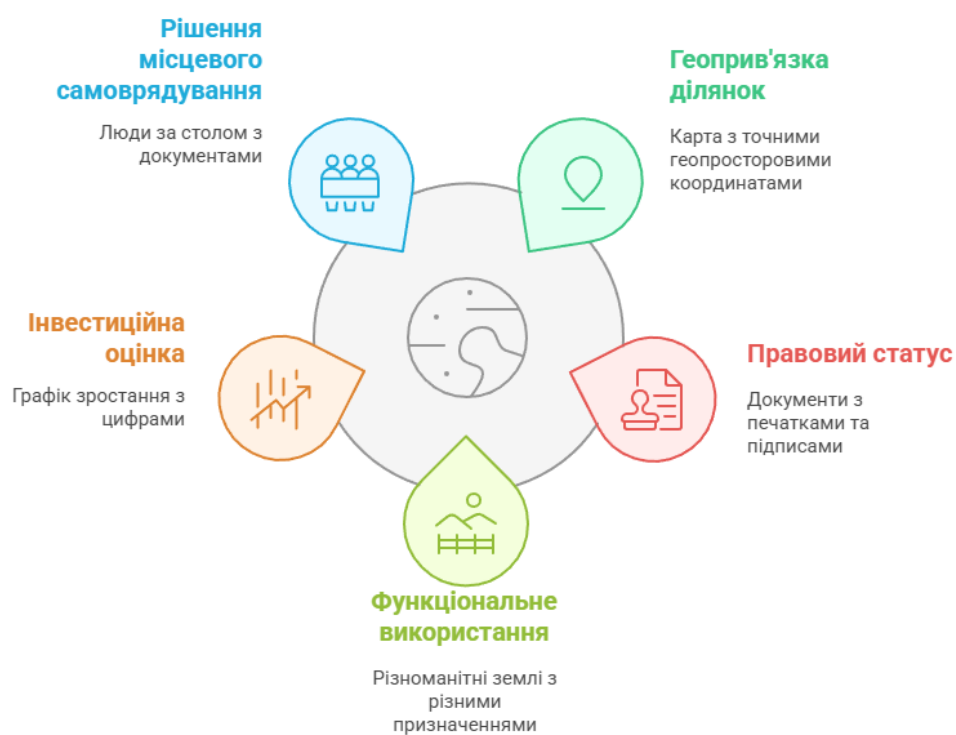 Рішення
місцевого
самоврядування
Люди за столом з
документами
Геоприв'язка
ділянок
Карта з точними
геопросторовими
координатами
Інвестиційна
оцінка
Графік зростання з
цифрами
Правовий статус
Документи з
печатками та
підписами
Функціональне
використання
Різноманітні землі з
різними
призначеннями